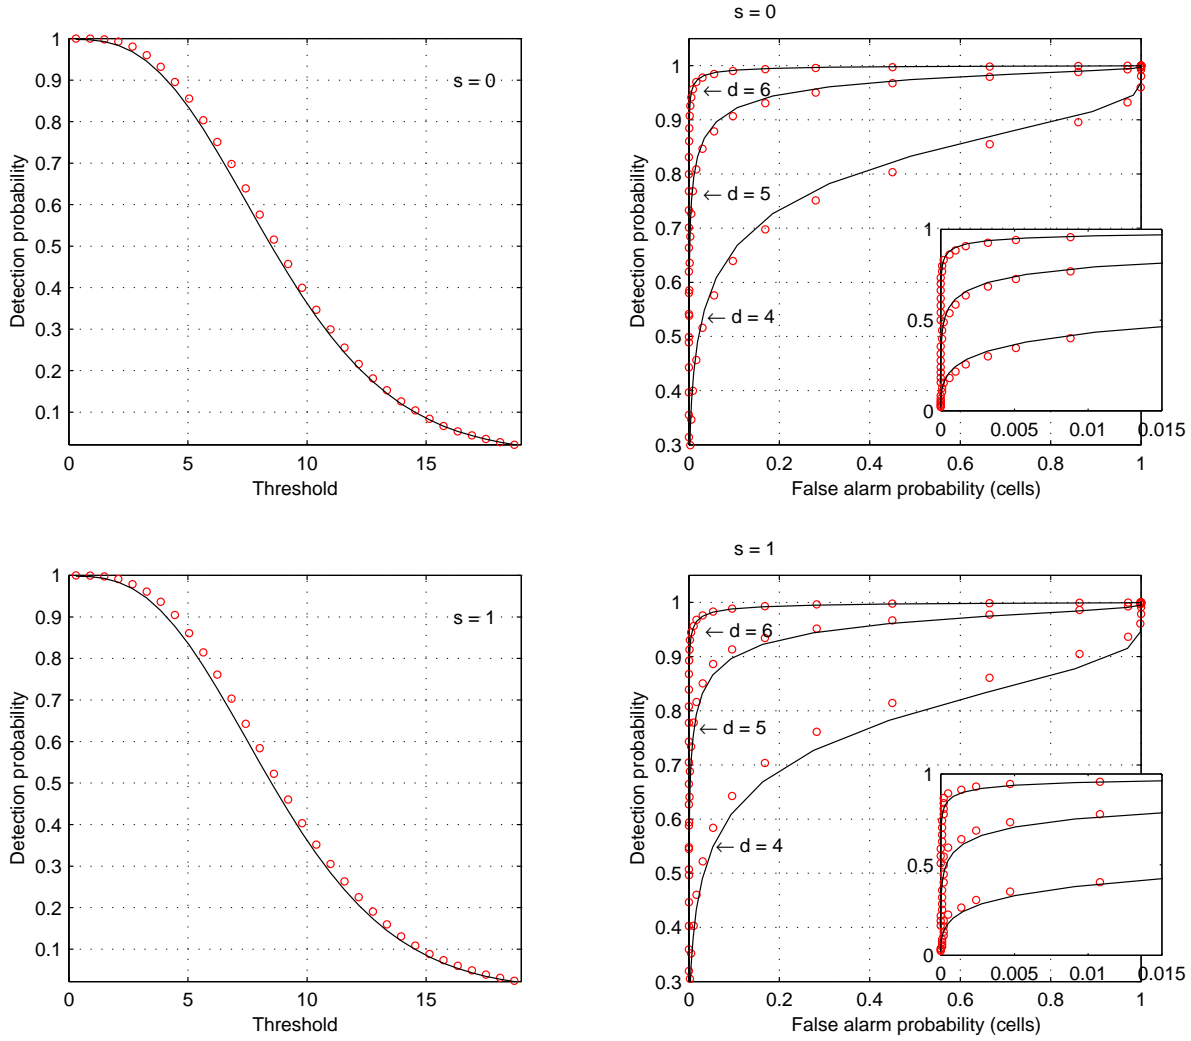 s = 0
1
0.9
0.8
0.7
0.6
0.5
0.4
0.3
0.2
0.1
Detection probability
s = 0
0 5 10 15
Threshold
1
0.9
0.8
0.7
0.6
0.5
0.4
0.3
Detection probability
← d = 6
← d = 5
← d = 4
1
0.5
0
0 0.005 0.01 0.015
0 0.2 0.4 0.6 0.8 1
False alarm probability (cells)
s = 1
1
0.9
0.8
0.7
0.6
0.5
0.4
0.3
0.2
0.1
Detection probability
s = 1
0 5 10 15
Threshold
1
0.9
0.8
0.7
0.6
0.5
0.4
0.3
Detection probability
← d = 6
← d = 5
← d = 4
1
0.5
0
0 0.005 0.01 0.015
0 0.2 0.4 0.6 0.8 1
False alarm probability (cells)